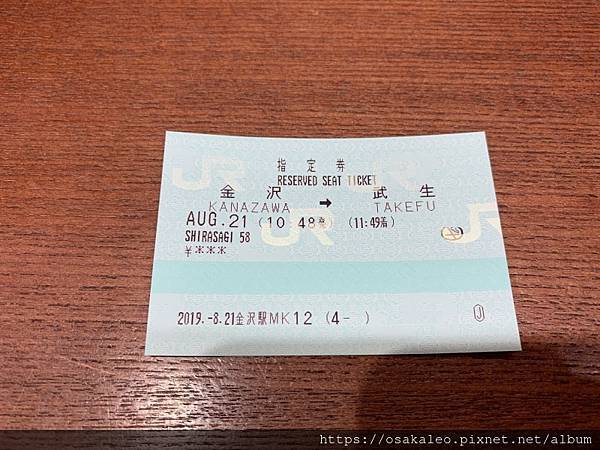 指定券
RESERVED SEAT TICKET
金沢 ➡ 武生
KANAZAWA TAKEFU
AUG.21 (10:48発) (11:49着)
SHIRASAGI 58
¥***
2019.-8.21金沢駅MK12 (4- )
Ⓙ
https://osakaleo.pixnet.net/album